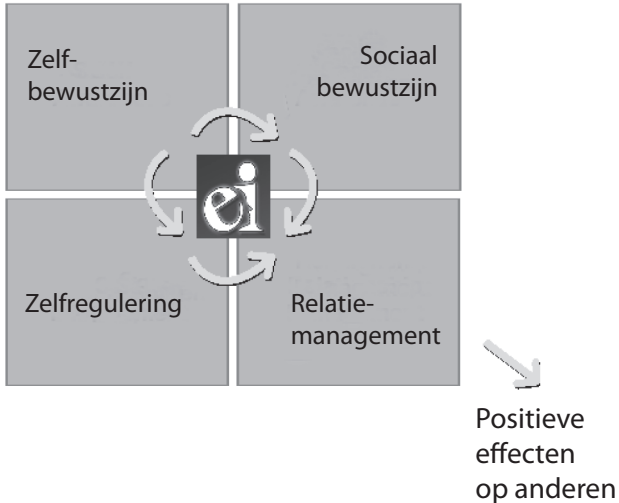 Zelf-
bewustzijn
Sociaal
bewustzijn
ei
Zelfregulering
Relatie-
management
Positieve
effecten
op anderen